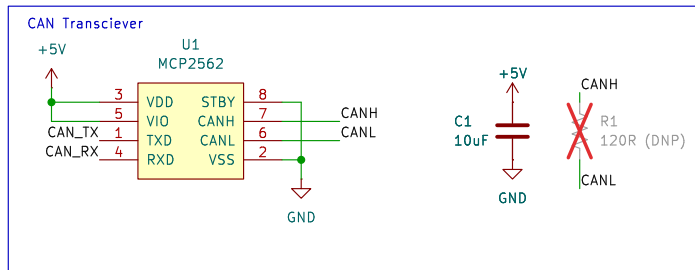 CAN Transciever
+5V
U1
MCP2562
3 VDD STBY 8
5 VIO CANH 7 CANH
CAN_TX 1 TXD CANL 6 CANL
CAN_RX 4 RXD VSS 2
GND
+5V
C1
10uF
GND
CANH
R1
120R (DNP)
CANL